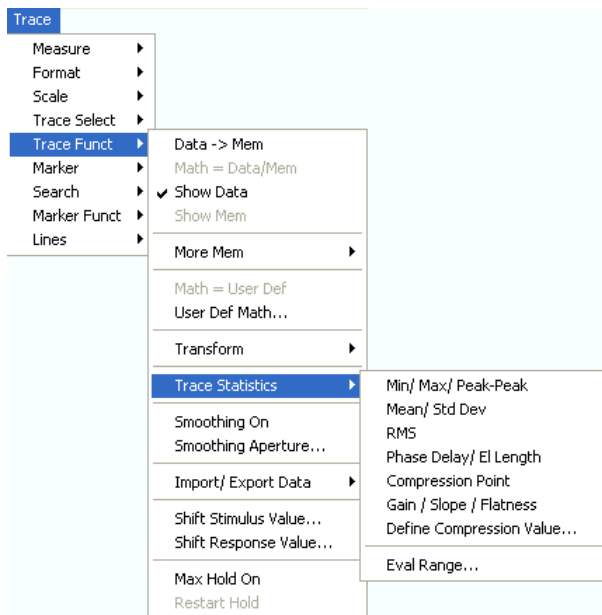 Trace
Measure
Format
Scale
Trace Select
Trace Funct
Marker
Search
Marker Funct
Lines
Data -> Mem
Math = Data/Mem
Show Data
Show Mem
More Mem
Math = User Def
User Def Math...
Transform
Trace Statistics
Smoothing On
Smoothing Aperture...
Import/ Export Data
Shift Stimulus Value...
Shift Response Value...
Max Hold On
Restart Hold
Min/ Max/ Peak-Peak
Mean/ Std Dev
RMS
Phase Delay/ El Length
Compression Point
Gain / Slope / Flatness
Define Compression Value...
Eval Range...